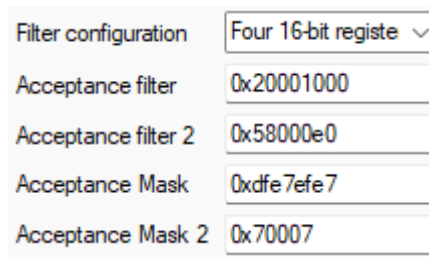 Filter configuration Four 16-bit registe
Acceptance filter 0x20001000
Acceptance filter 2 0x58000e0
Acceptance Mask 0xdfe7efe7
Acceptance Mask 2 0x70007